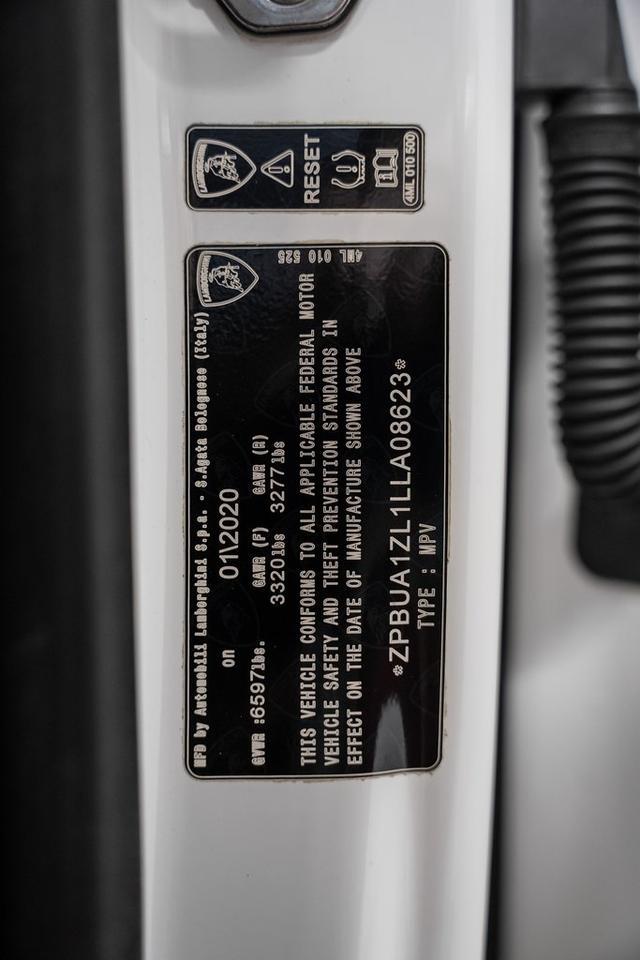 LAMBORGHINI
RESET
4ML 010 500
LAMBORGHINI
4ML 010 525
MFD by Automobili Lamborghini S.p.a. - S.Agata Bolognese (Italy)
on 01\2020
GAWR (F) GAWR (R)
GVWR :6597lbs. 3320lbs 3277lbs
THIS VEHICLE CONFORMS TO ALL APPLICABLE FEDERAL MOTOR
VEHICLE SAFETY AND THEFT PREVENTION STANDARDS IN
EFFECT ON THE DATE OF MANUFACTURE SHOWN ABOVE
*ZPBUA1ZL1LLA08623*
TYPE : MPV